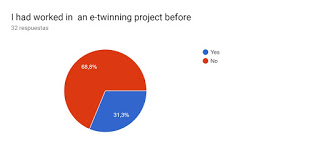 I had worked in an e-twinning project before
32 respuestas
Yes
No
68,8%
31,3%